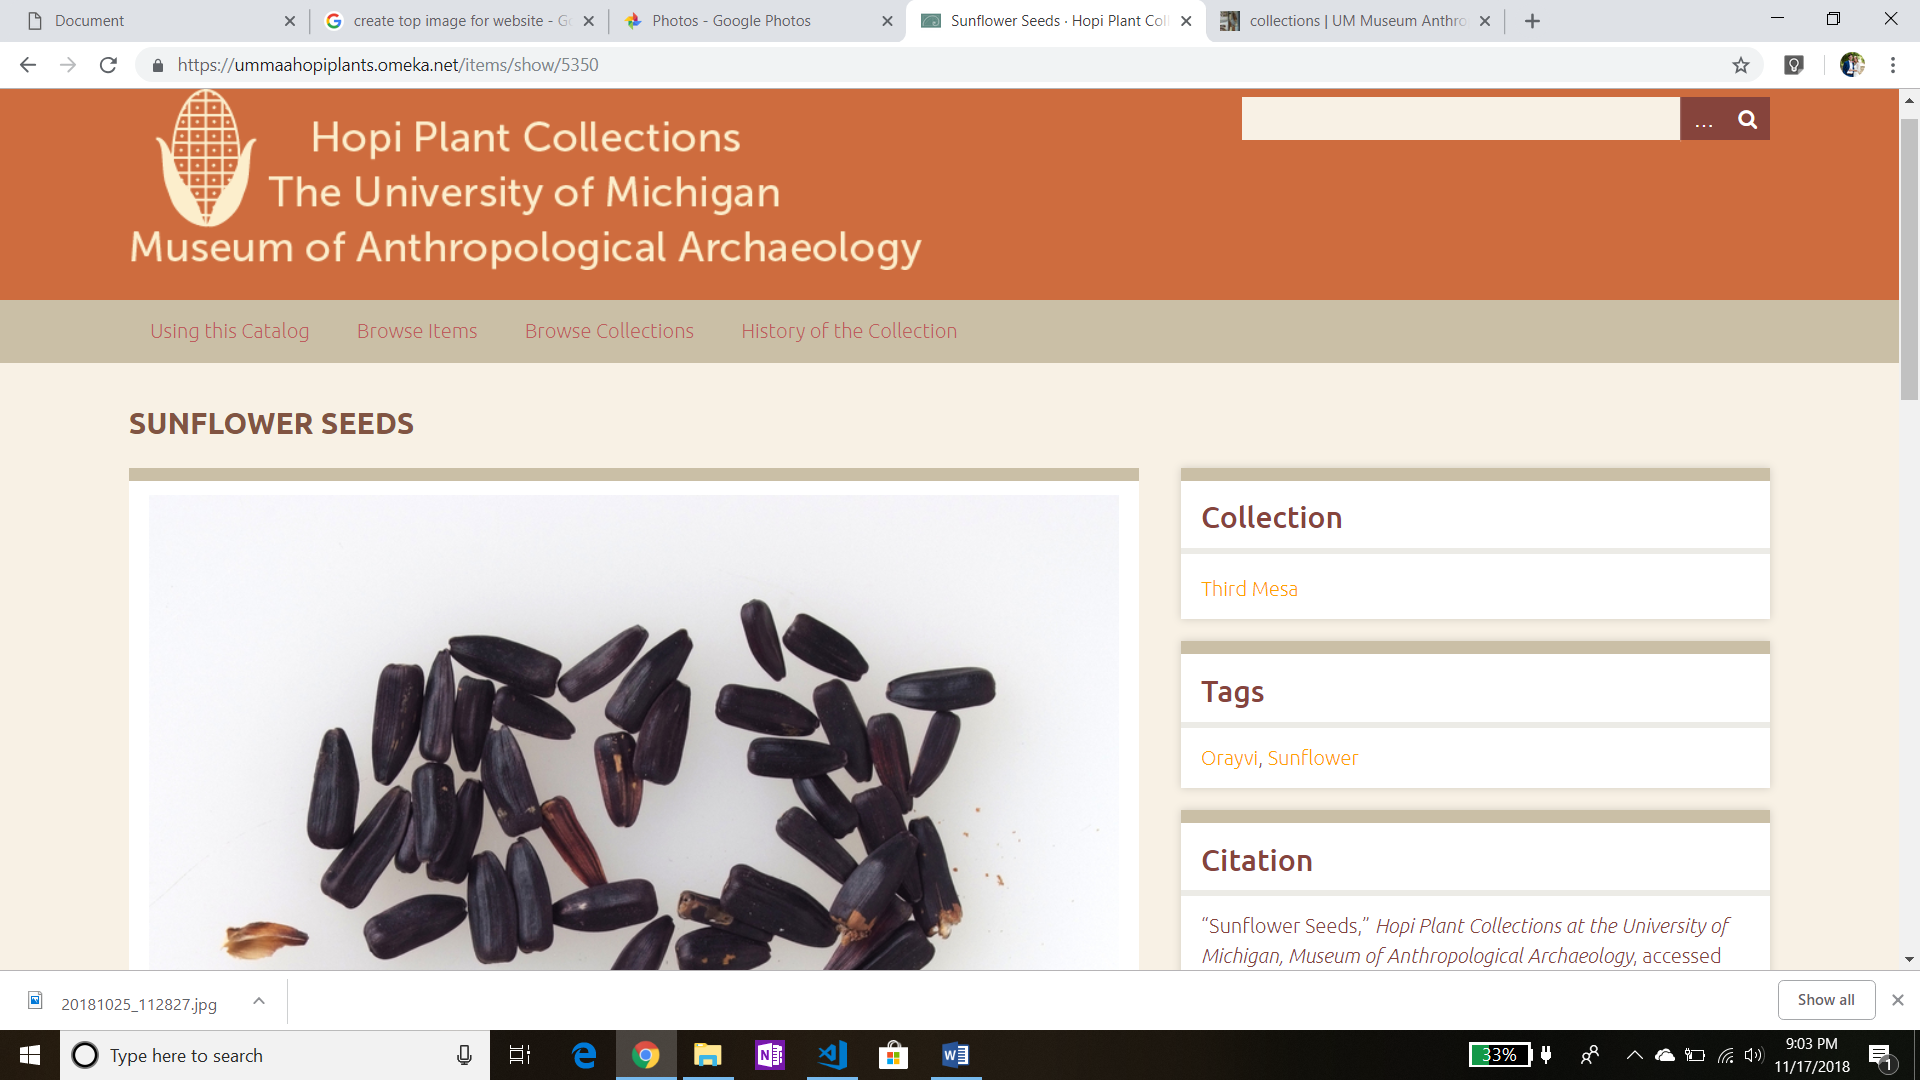 Document
create top image for website - G
Photos - Google Photos
Sunflower Seeds · Hopi Plant Coll
collections | UM Museum Anthro
https://ummaahopiplants.omeka.net/items/show/5350
Hopi Plant Collections
The University of Michigan
Museum of Anthropological Archaeology
...
Using this Catalog
Browse Items
Browse Collections
History of the Collection
SUNFLOWER SEEDS
Collection
Third Mesa
Tags
Orayvi, Sunflower
Citation
“Sunflower Seeds,” Hopi Plant Collections at the University of
Michigan, Museum of Anthropological Archaeology, accessed
20181025_112827.jpg
Show all
Type here to search
33%
9:03 PM
11/17/2018
1